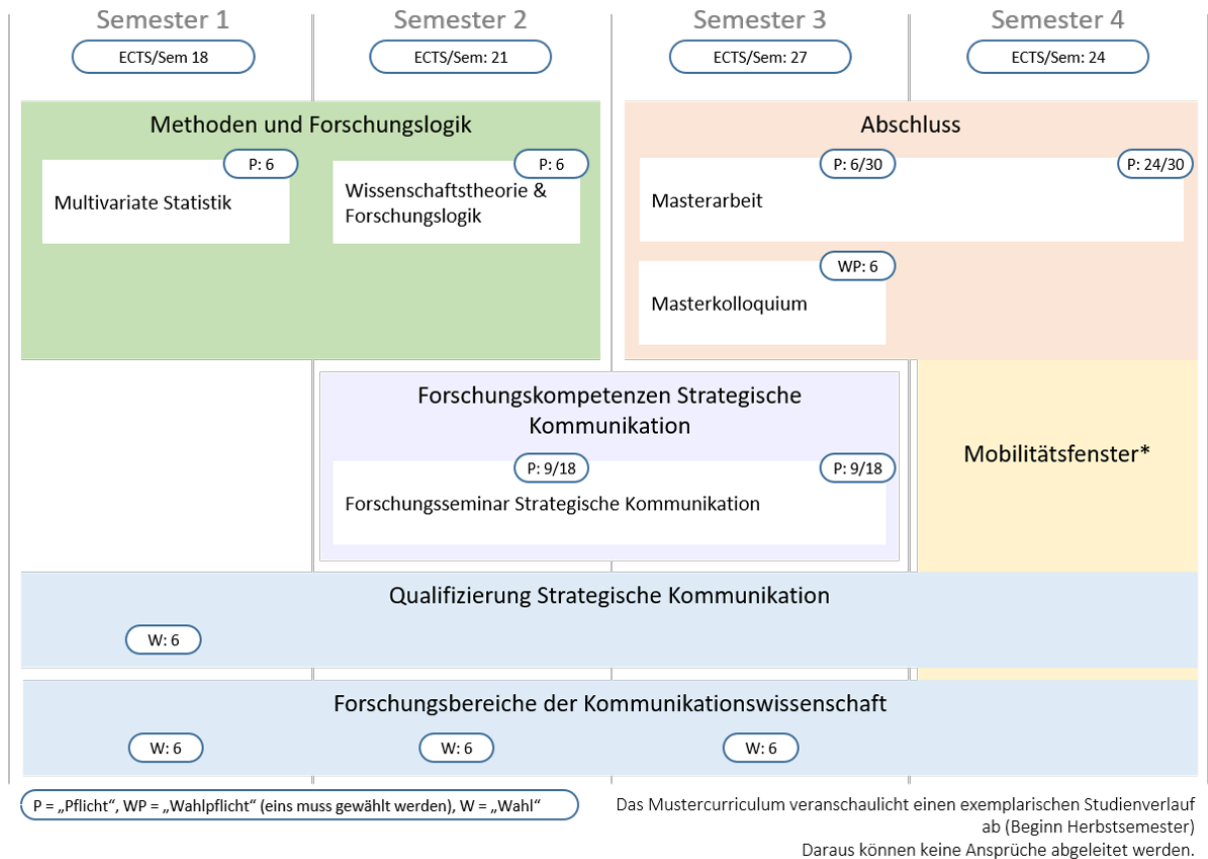 Semester 1
Semester 2
Semester 3
Semester 4
ECTS/Sem 18
ECTS/Sem: 21
ECTS/Sem: 27
ECTS/Sem: 24
Methoden und Forschungslogik
P: 6
Multivariate Statistik
P: 6
Wissenschaftstheorie &
Forschungslogik
Abschluss
P: 6/30
P: 24/30
Masterarbeit
WP: 6
Masterkolloquium
Forschungskompetenzen Strategische
Kommunikation
P: 9/18
P: 9/18
Forschungsseminar Strategische Kommunikation
Mobilitätsfenster*
Qualifizierung Strategische Kommunikation
W: 6
Forschungsbereiche der Kommunikationswissenschaft
W: 6
W: 6
W: 6
P = „Pflicht“, WP = „Wahlpflicht“ (eins muss gewählt werden), W = „Wahl“
Das Mustercurriculum veranschaulicht einen exemplarischen Studienverlauf
ab (Beginn Herbstsemester)
Daraus können keine Ansprüche abgeleitet werden.